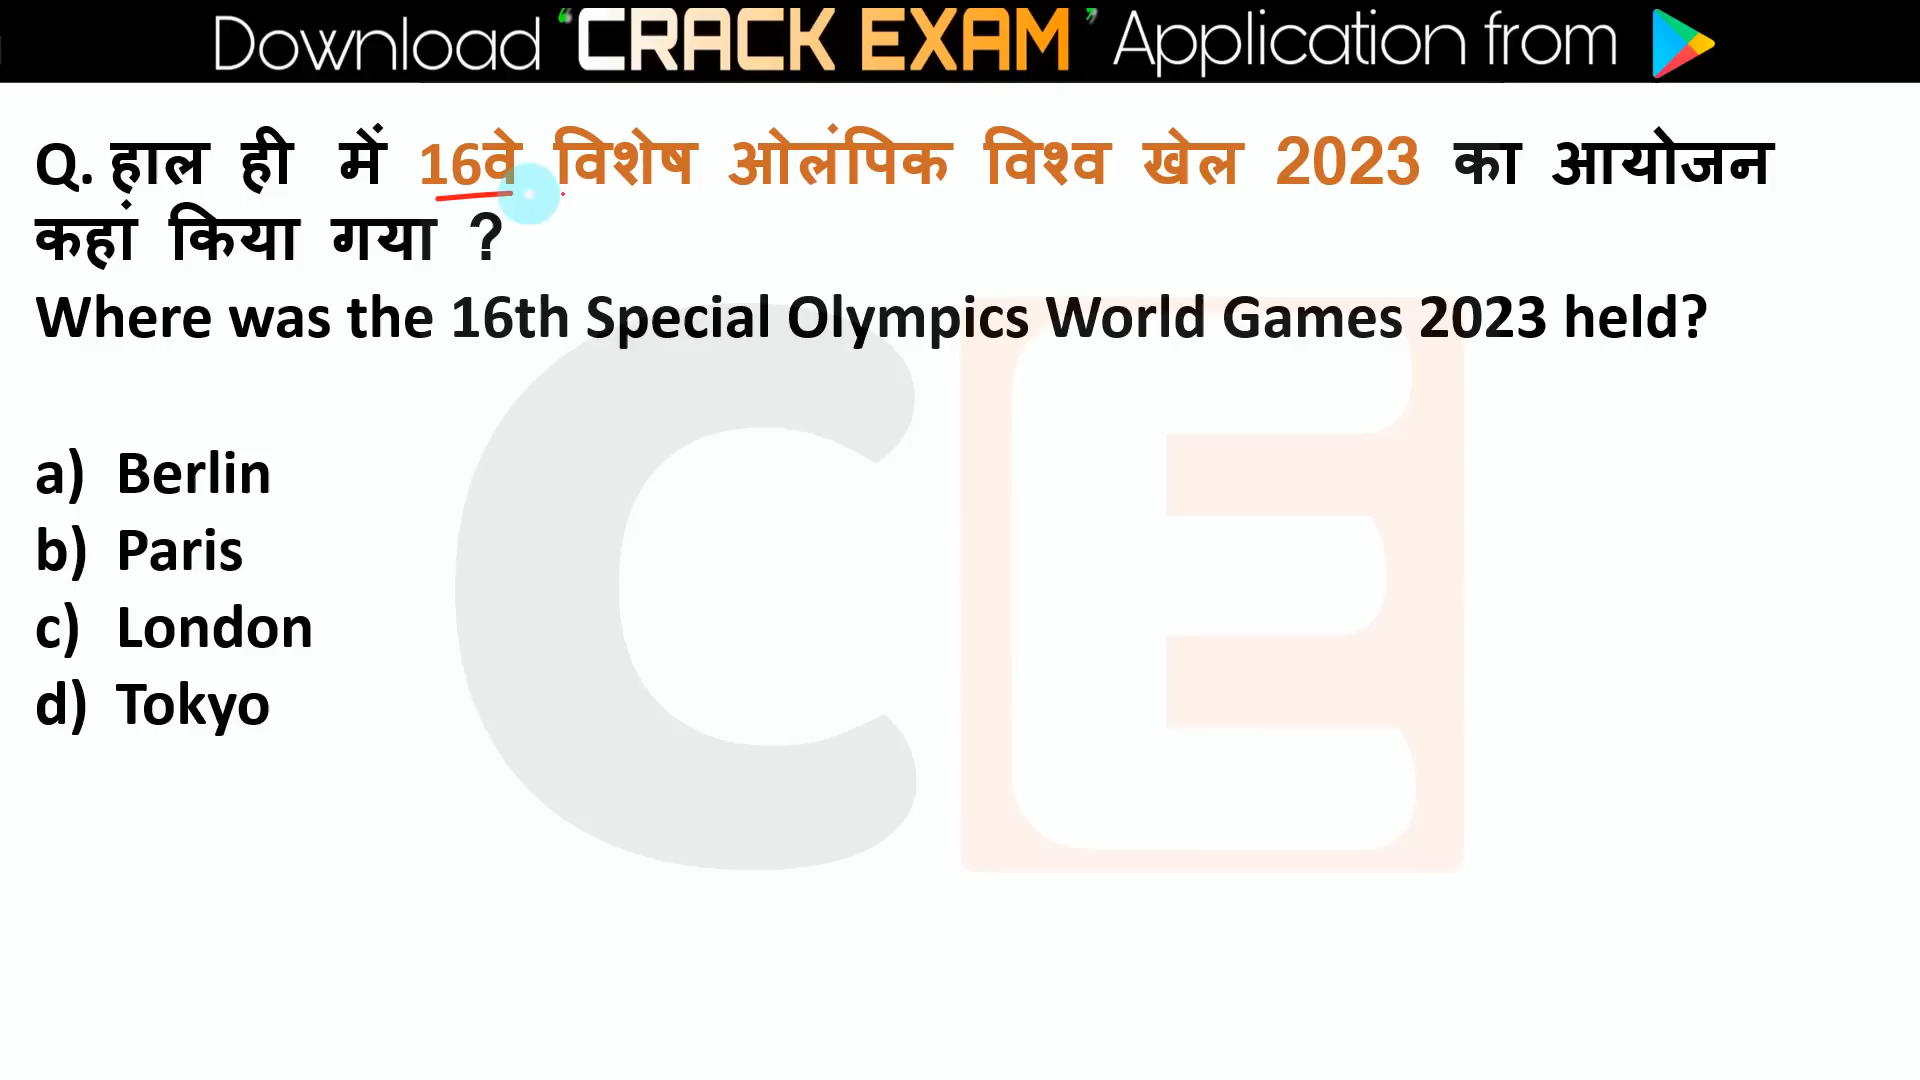 Download ‘CRACK EXAM’ Application from
Q. हाल ही में 16वे विशेष ओलंपिक विश्व खेल 2023 का आयोजन
कहां किया गया ?
Where was the 16th Special Olympics World Games 2023 held?
a) Berlin
b) Paris
c) London
d) Tokyo
CE